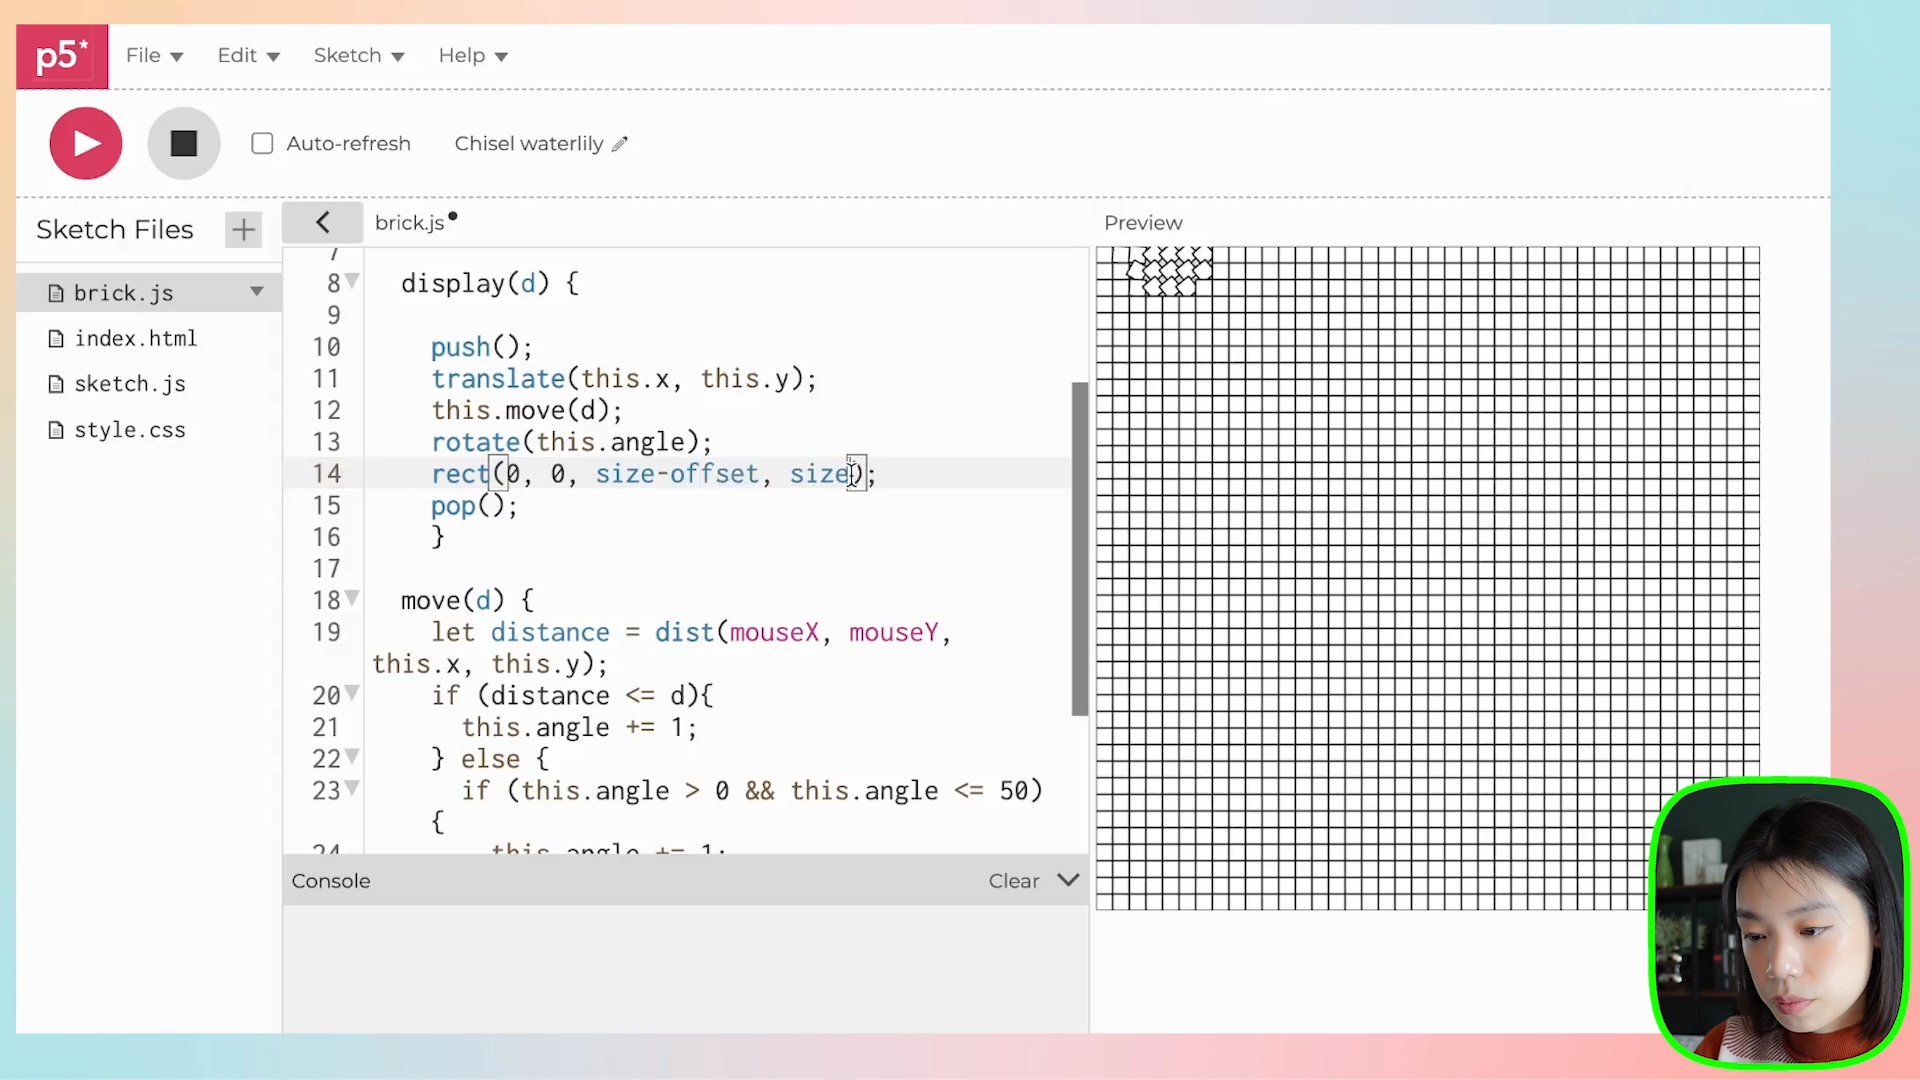 p5*
File
Edit
Sketch
Help
Auto-refresh
Chisel waterlily
Sketch Files
brick.js
Preview
brick.js
index.html
sketch.js
style.css
7
8 display(d) {
9
10 push();
11 translate(this.x, this.y);
12 this.move(d);
13 rotate(this.angle);
14 rect(0, 0, size-offset, size);
15 pop();
16 }
17
18 move(d) {
19 let distance = dist(mouseX, mouseY,
this.x, this.y);
20 if (distance <= d){
21 this.angle += 1;
22 } else {
23 if (this.angle > 0 && this.angle <= 50)
{
24 this.angle += 1;
Console
Clear